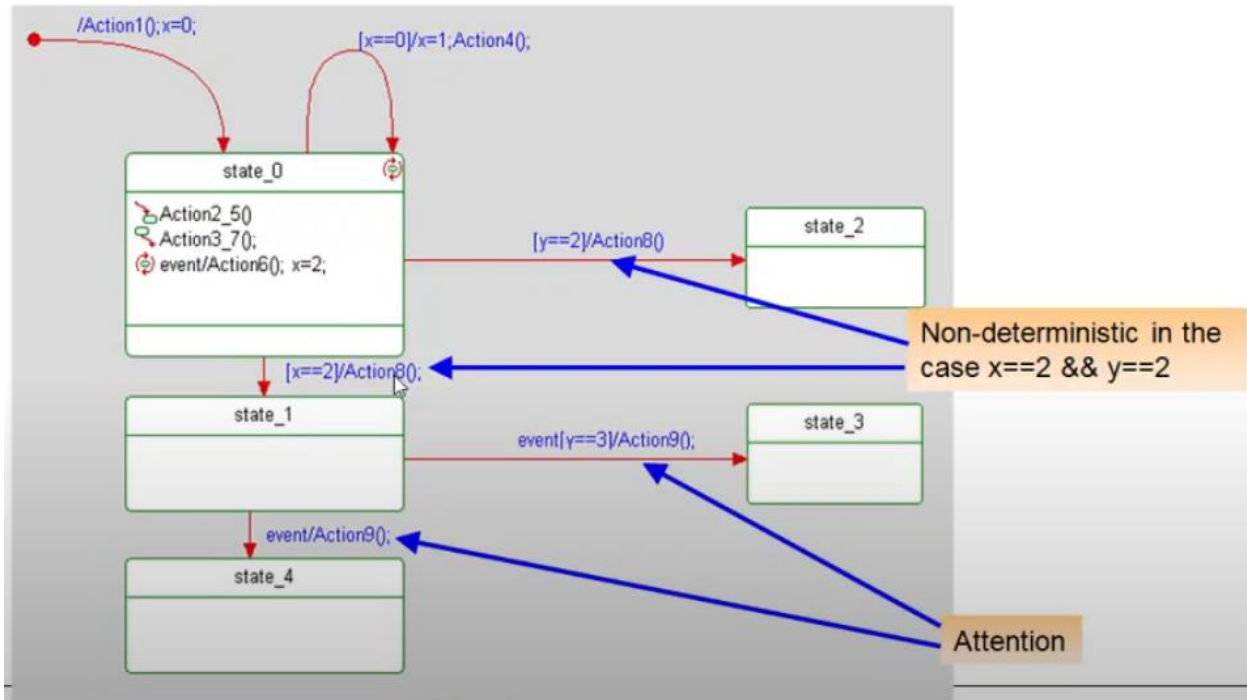 /Action1();x=0;
[x==0]/x=1;Action4();
state_0
Action2_5()
Action3_7();
event/Action6(); x=2;
[y==2]/Action8()
state_2
Non-deterministic in the
case x==2 && y==2
[x==2]/Action8();
state_1
event[y==3]/Action9();
state_3
event/Action9();
state_4
Attention